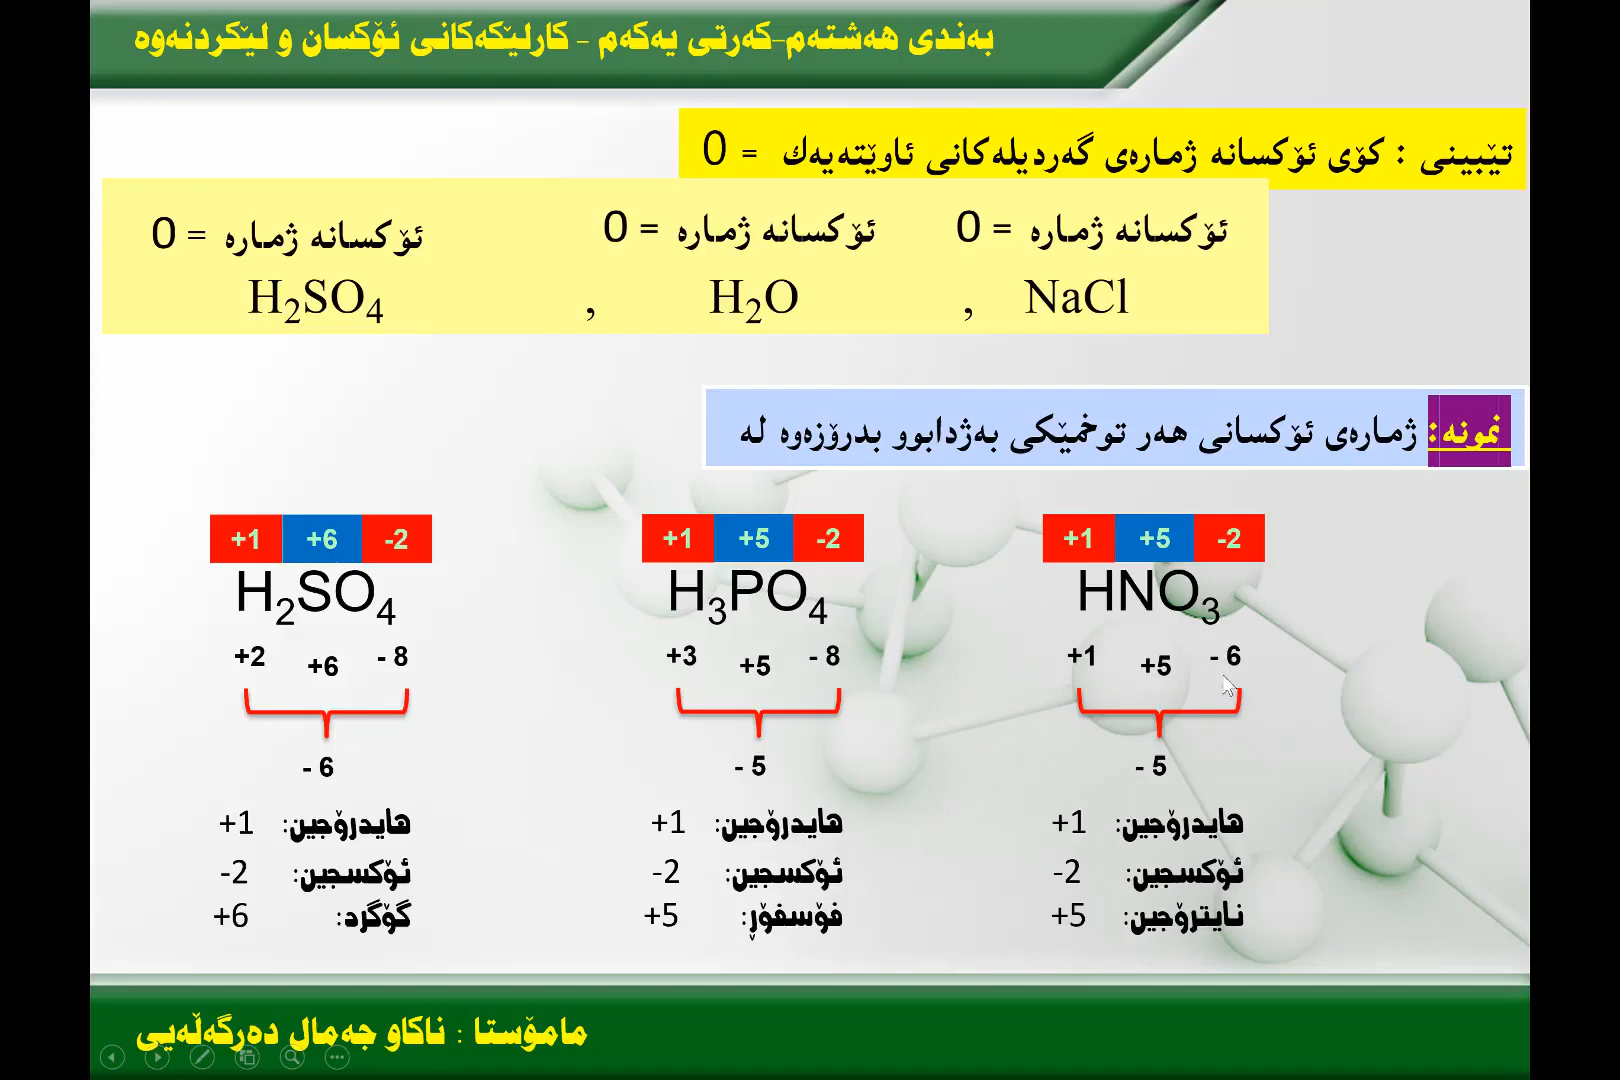 بەندی هەشتەم-کەرتی یەکەم - کارلێکەکانی ئۆکسان و لێکردنەوە
تێبینی : کۆی ئۆکسانە ژمارەی گەردیلەکانی ئاوێتەیەك = 0
ئۆکسانە ژمارە = 0 ئۆکسانە ژمارە = 0 ئۆکسانە ژمارە = 0
H₂SO₄ , H₂O , NaCl
نمونە: ژمارەی ئۆکسانی هەر توخمێکی بەژدابوو بدرۆزەوە لە
+1 +6 -2 +1 +5 -2 +1 +5 -2
H₂SO₄ H₃PO₄ HNO₃
+2 +6 - 8 +3 +5 - 8 +1 +5 - 6
- 6 - 5 - 5
هایدرۆجین: +1 هایدرۆجین: +1 هایدرۆجین: +1
ئۆکسجین: -2 ئۆکسجین: -2 ئۆکسجین: -2
نایترۆجین: +5 فۆسفۆڕ: +5 گۆگرد: +6
مامۆستا : ناکاو جەمال دەرگەڵەیی